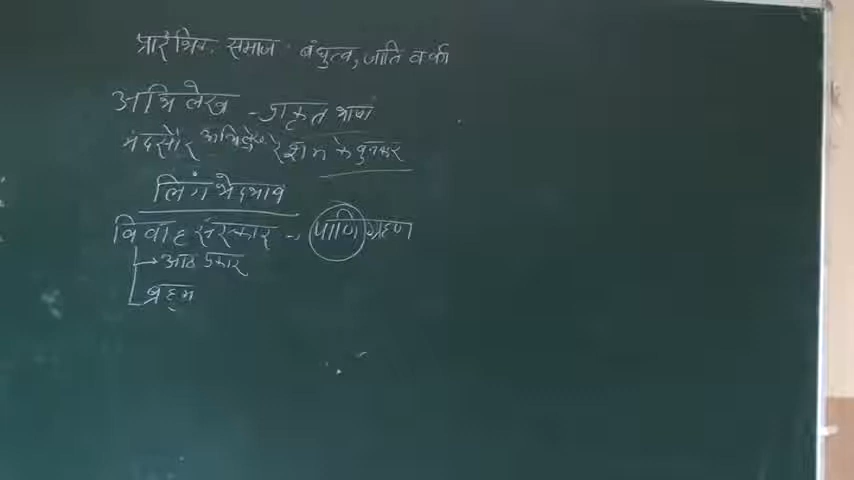 प्रारंभिक समाज : बंधुत्व, जाति वर्ग
अभिलेख - प्राकृत भाषा
मंदसौर अभिलेख रेशम के बुनकर
लिंग भेदभाव
विवाह संस्कार - पाणि ग्रहण
आठ प्रकार
ब्रह्म